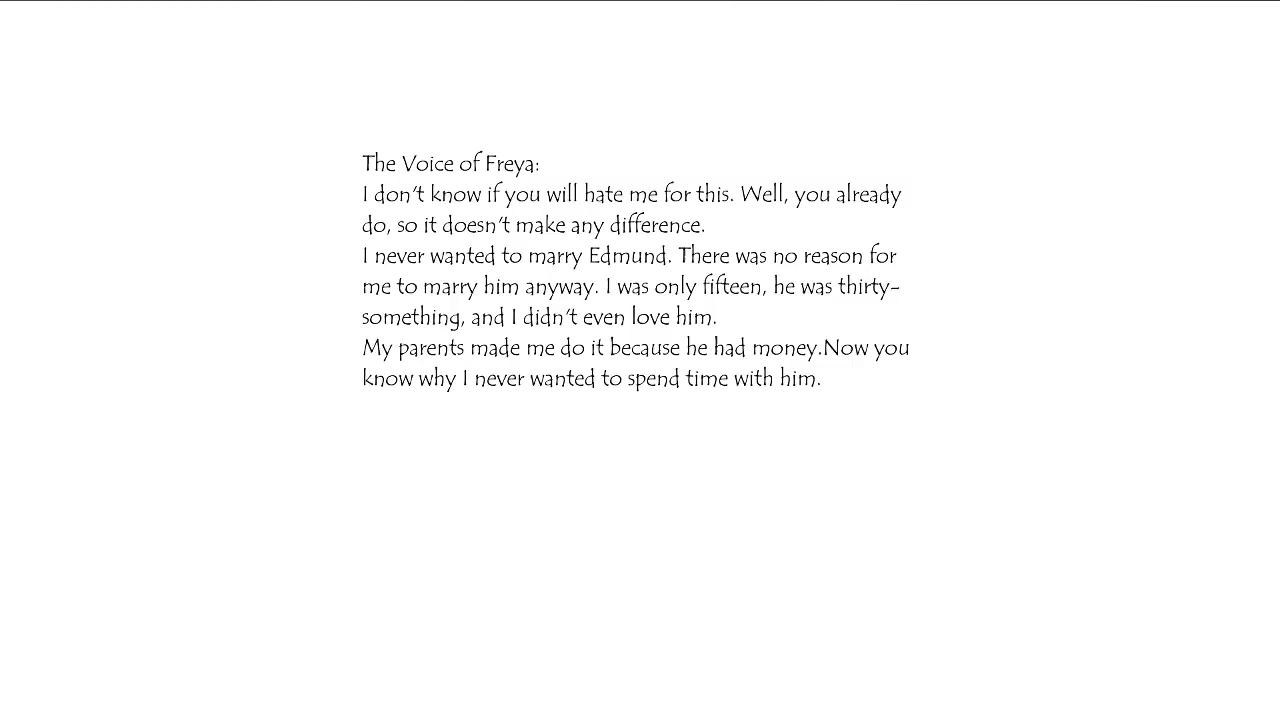 The Voice of Freya:
I don't know if you will hate me for this. Well, you already
do, so it doesn't make any difference.
I never wanted to marry Edmund. There was no reason for
me to marry him anyway. I was only fifteen, he was thirty-
something, and I didn't even love him.
My parents made me do it because he had money.Now you
know why I never wanted to spend time with him.